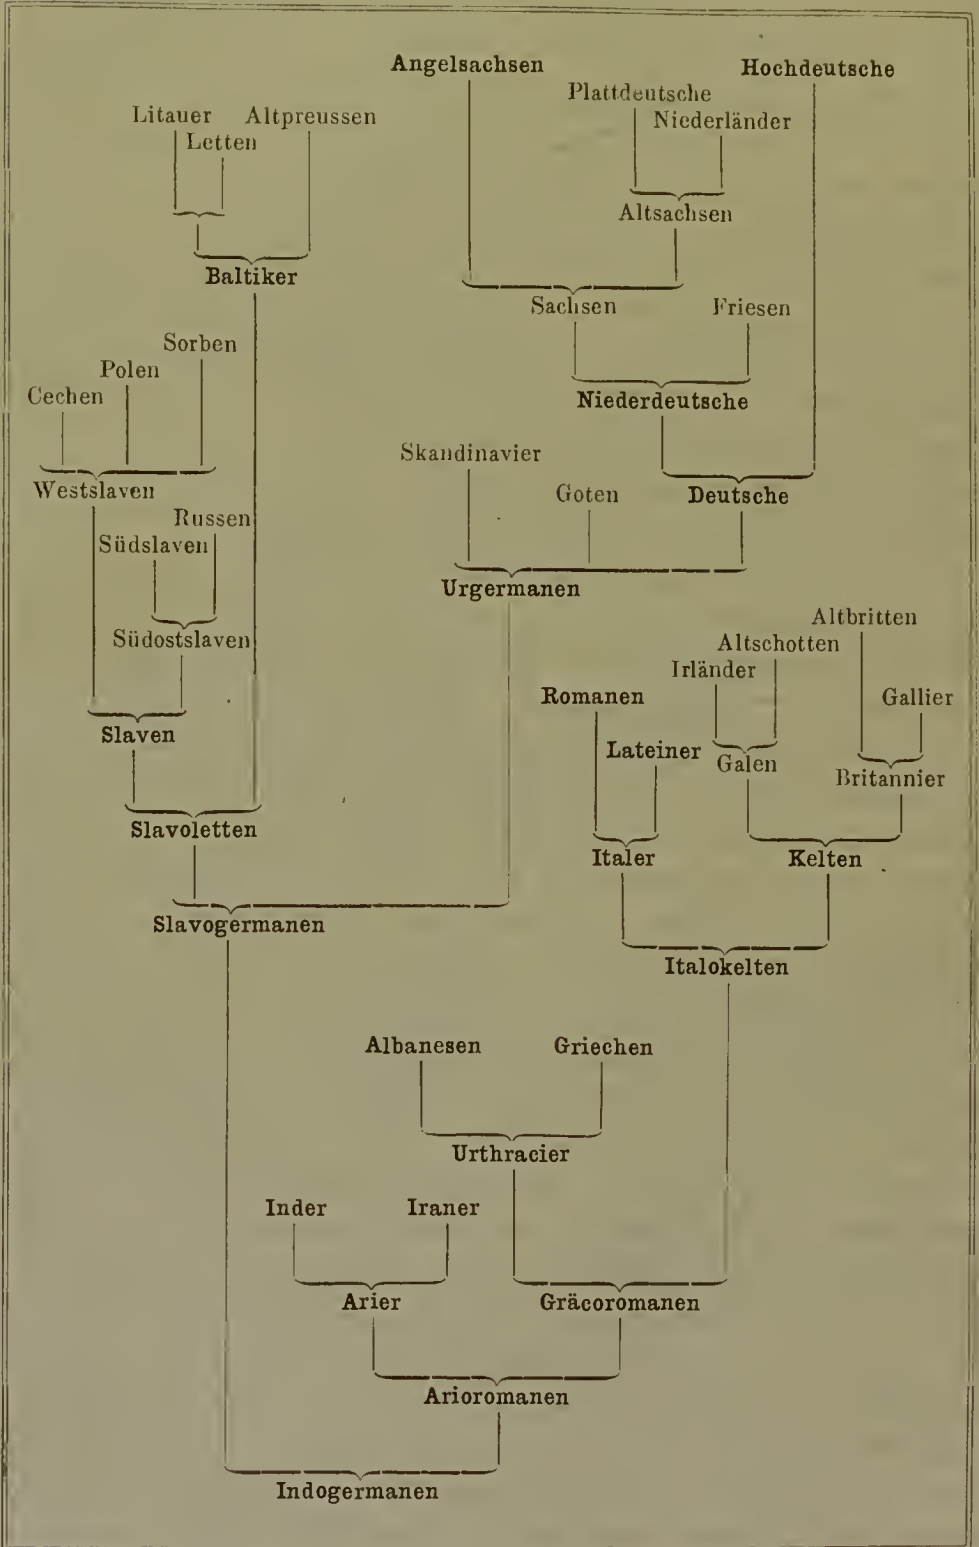 Angelsachsen Hochdeutsche
Plattdeutsche
Litauer Altpreussen Niederländer
Letten
Altsachsen
Baltiker
Sachsen Friesen
Sorben
Polen
Cechen Niederdeutsche
Skandinavier
Westslaven Goten Deutsche
Russen
Südslaven
Urgermanen
Altbritten
Südostslaven Altschotten
Irländer
Romanen Gallier
Slaven Lateiner
Galen Britannier
Slavoletten
Italer Kelten
Slavogermanen
Italokelten
Albanesen Griechen
Urthracier
Inder Iraner
Arier Gräcoromanen
Arioromanen
Indogermanen